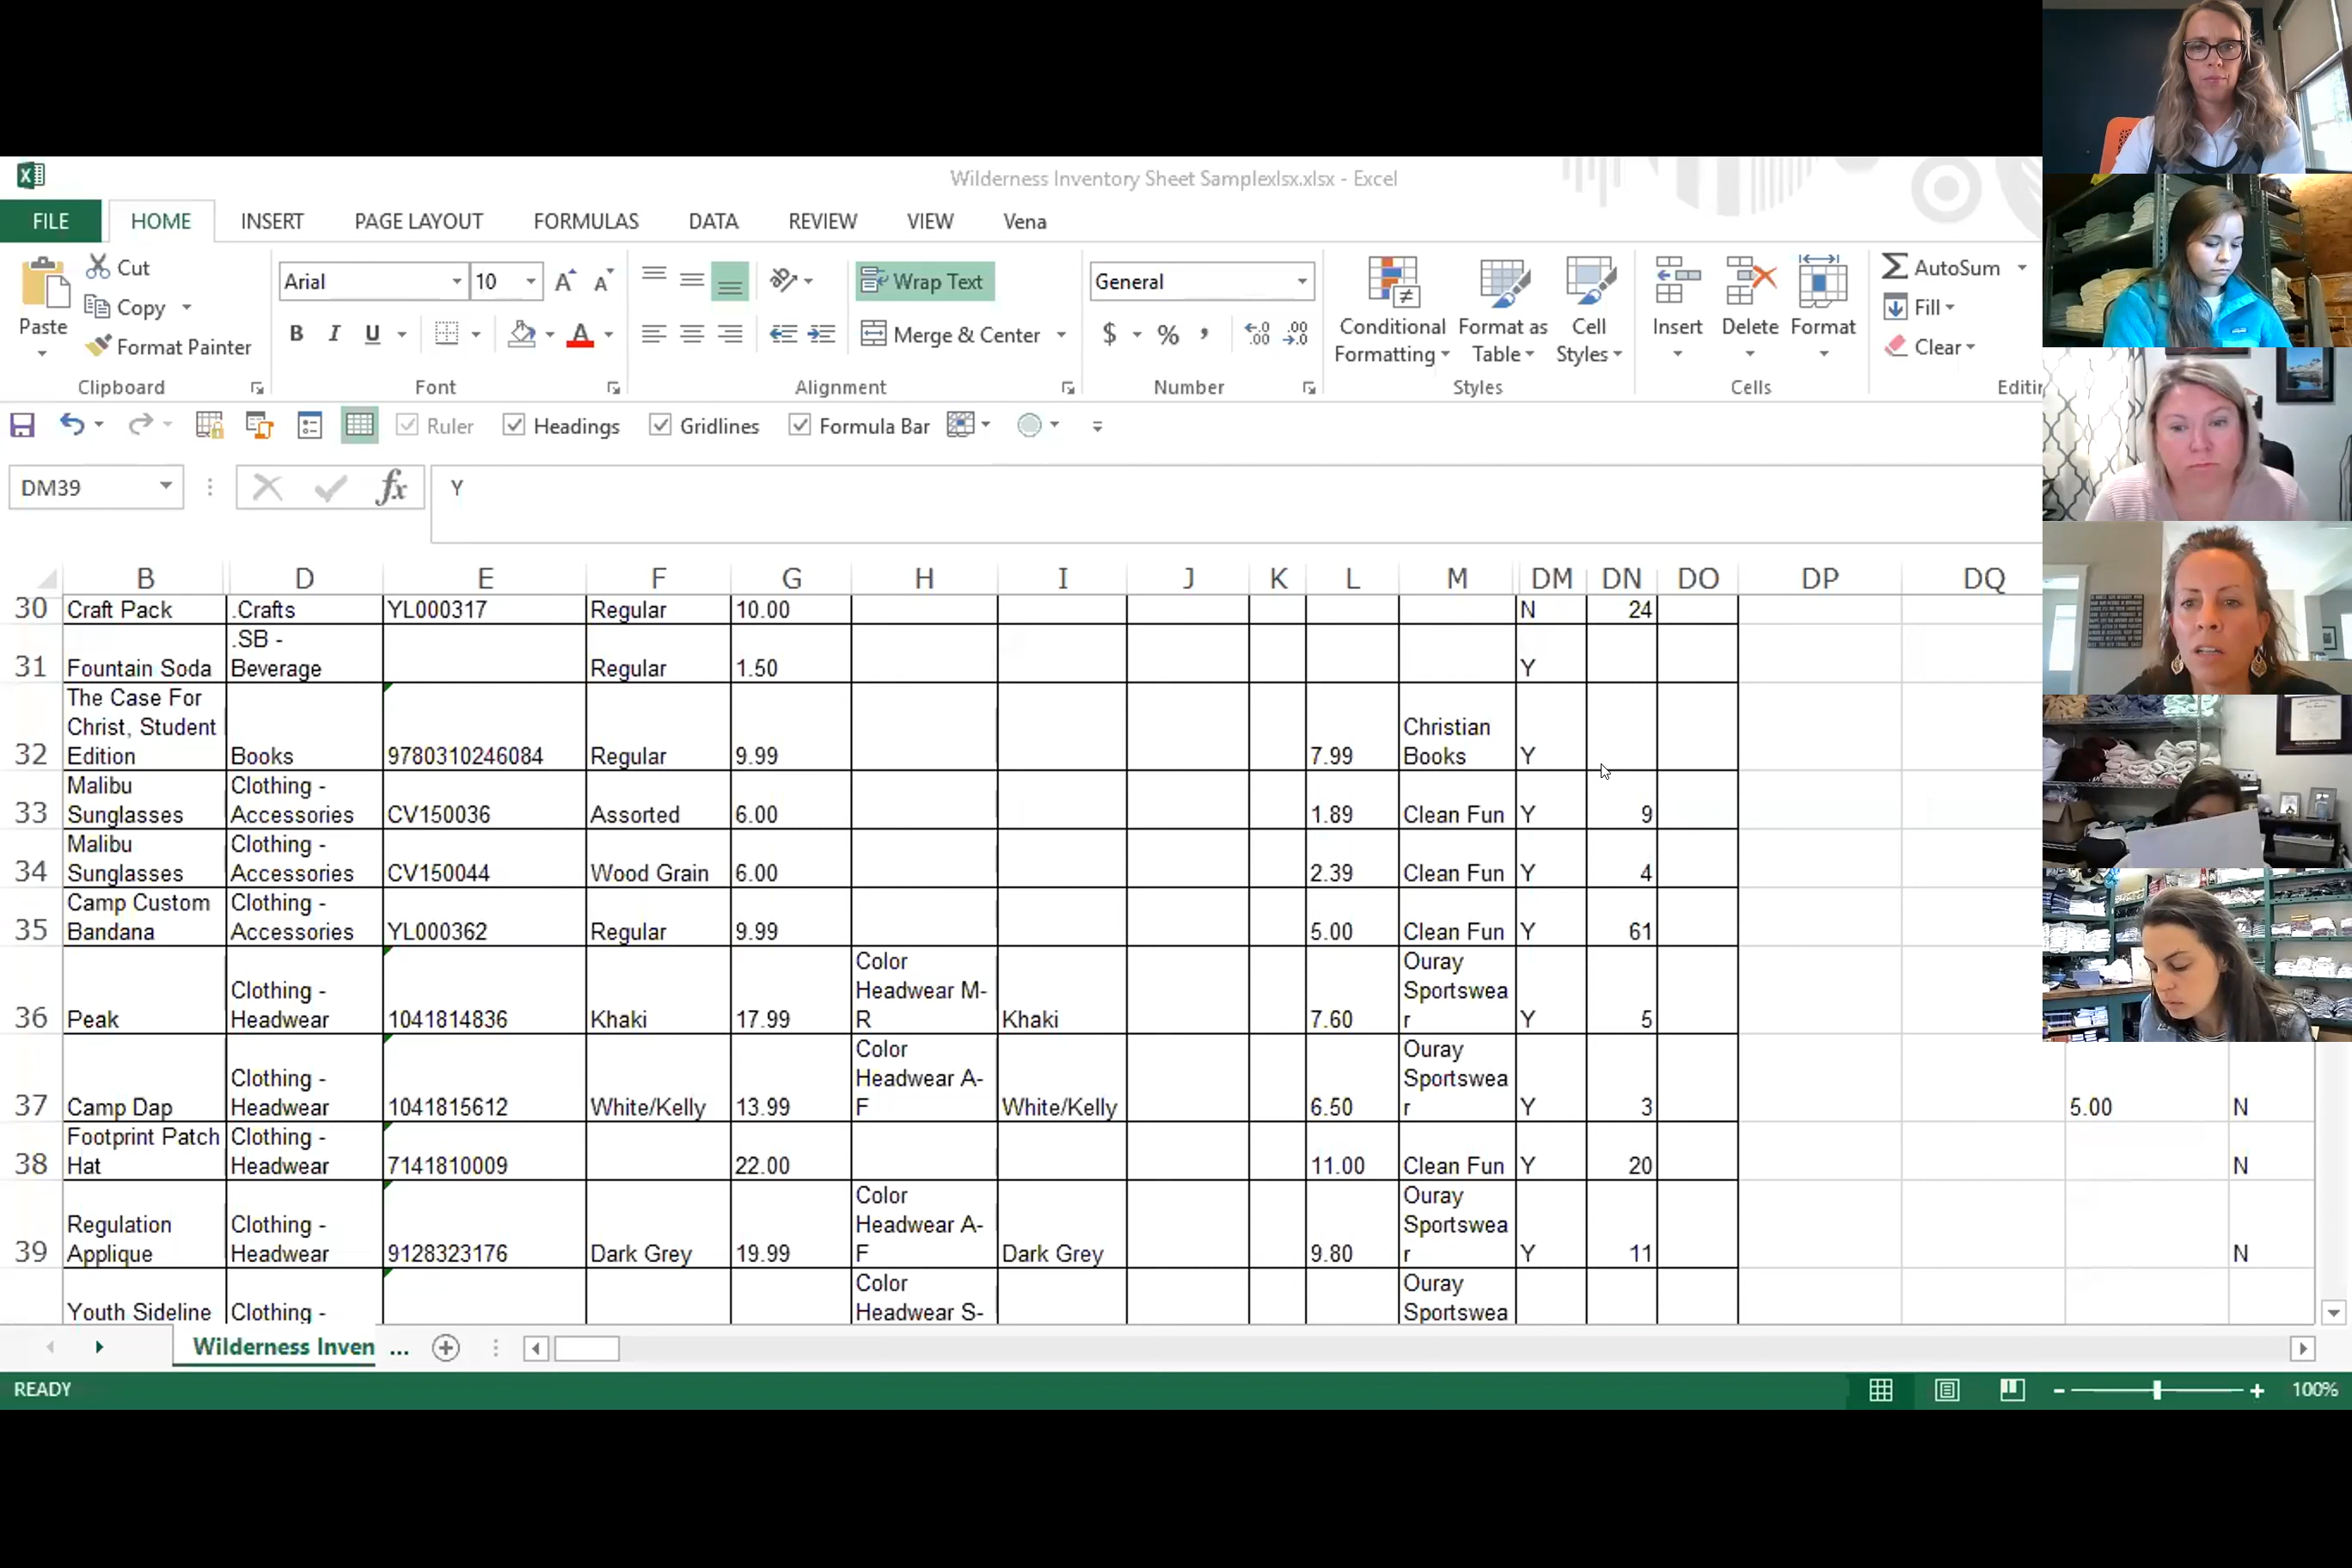 Wilderness Inventory Sheet Samplexlsx.xlsx - Excel
FILE HOME INSERT PAGE LAYOUT FORMULAS DATA REVIEW VIEW Vena
Cut
Copy
Format Painter
Paste
Clipboard
Arial 10
B I U
Font
Wrap Text
Merge & Center
Alignment
General
$ % ,
Number
Conditional
Formatting
Format as
Table
Cell
Styles
Styles
Insert Delete Format
Cells
AutoSum
Fill
Clear
Editin
Ruler Headings Gridlines Formula Bar
DM39 fx Y
B D E F G H I J K L M DM DN DO DP DQ
30 Craft Pack .Crafts YL000317 Regular 10.00 N 24
.SB -
31 Fountain Soda Beverage Regular 1.50 Y
The Case For
Christ, Student Christian
32 Edition Books 9780310246084 Regular 9.99 7.99 Books Y
Malibu Clothing -
33 Sunglasses Accessories CV150036 Assorted 6.00 1.89 Clean Fun Y 9
Malibu Clothing -
34 Sunglasses Accessories CV150044 Wood Grain 6.00 2.39 Clean Fun Y 4
Camp Custom Clothing -
35 Bandana Accessories YL000362 Regular 9.99 5.00 Clean Fun Y 61
Color Ouray
Clothing - Headwear M- Sportswea
36 Peak Headwear 1041814836 Khaki 17.99 R Khaki 7.60 r Y 5
Color Ouray
Clothing - Headwear A- Sportswea
37 Camp Dap Headwear 1041815612 White/Kelly 13.99 F White/Kelly 6.50 r Y 3 5.00 N
Footprint Patch Clothing -
38 Hat Headwear 7141810009 22.00 11.00 Clean Fun Y 20 N
Color Ouray
Regulation Clothing - Headwear A- Sportswea
39 Applique Headwear 9128323176 Dark Grey 19.99 F Dark Grey 9.80 r Y 11 N
Color Ouray
Youth Sideline Clothing - Headwear S- Sportswea
Wilderness Inven ...
READY 100%